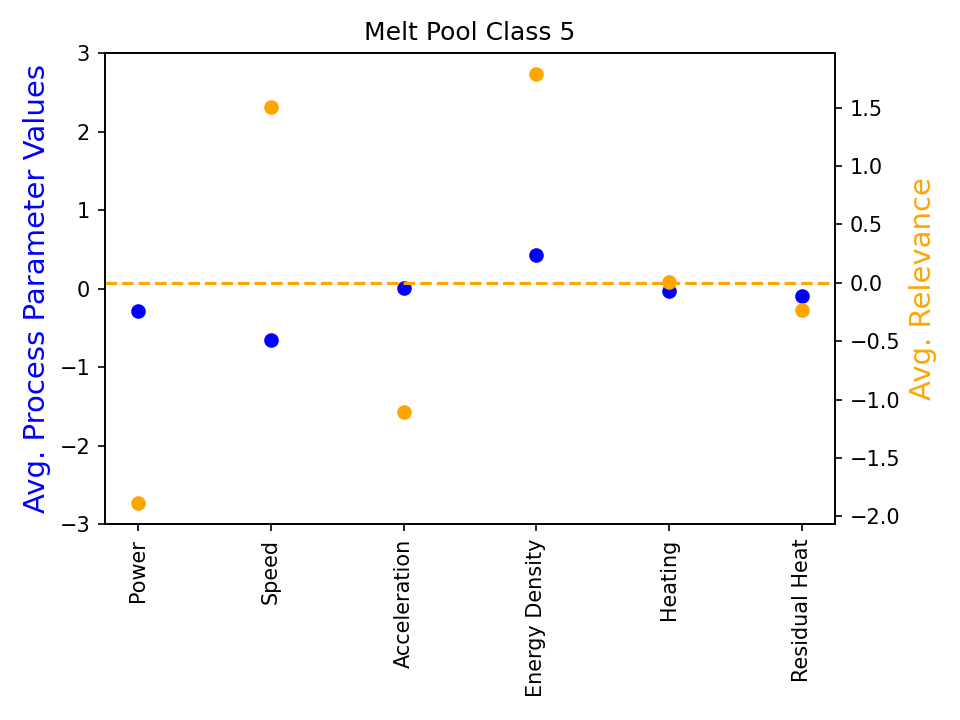 Melt Pool Class 5
Avg. Process Parameter Values
3
2
1
0
−1
−2
−3
1.5
1.0
0.5
0.0
−0.5
−1.0
−1.5
−2.0
Avg. Relevance
Power
Speed
Acceleration
Energy Density
Heating
Residual Heat